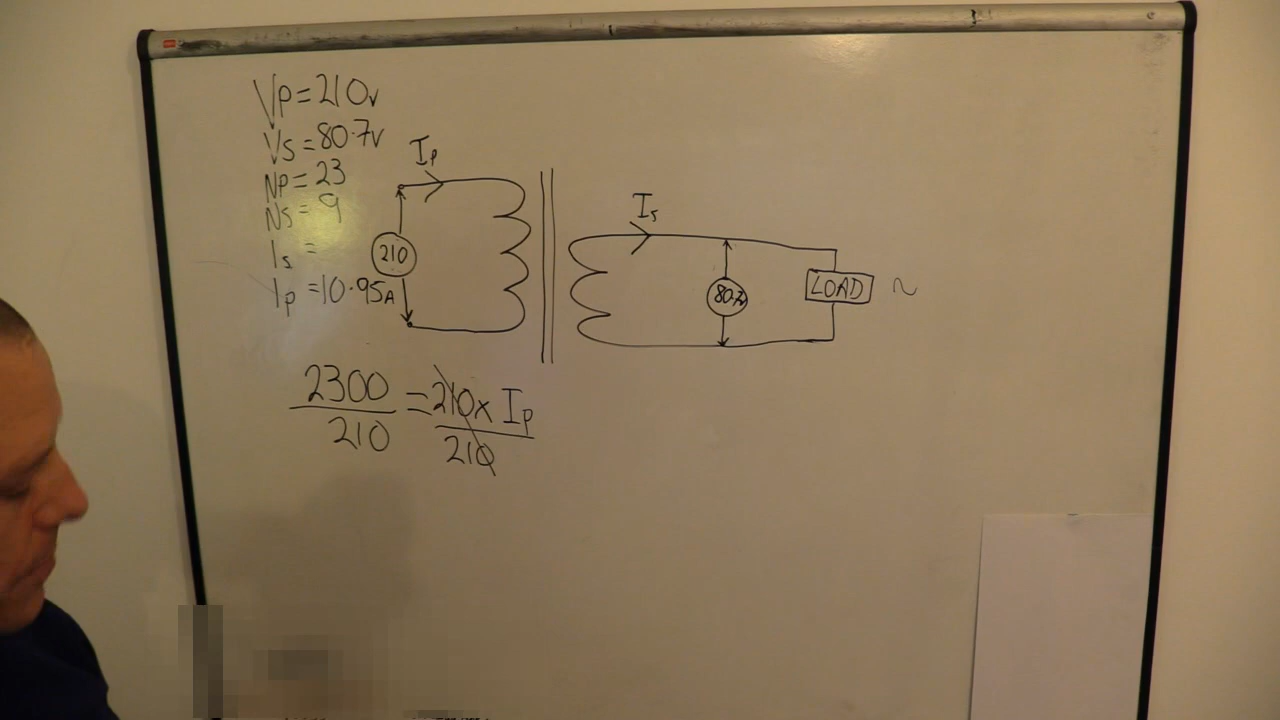 Vp=210v
Vs=80.7v
Np=23
Ns=9
Is=
Ip=10.95A
Ip
210
Is
80.7v
LOAD ~
2300/210 = 210x Ip/210